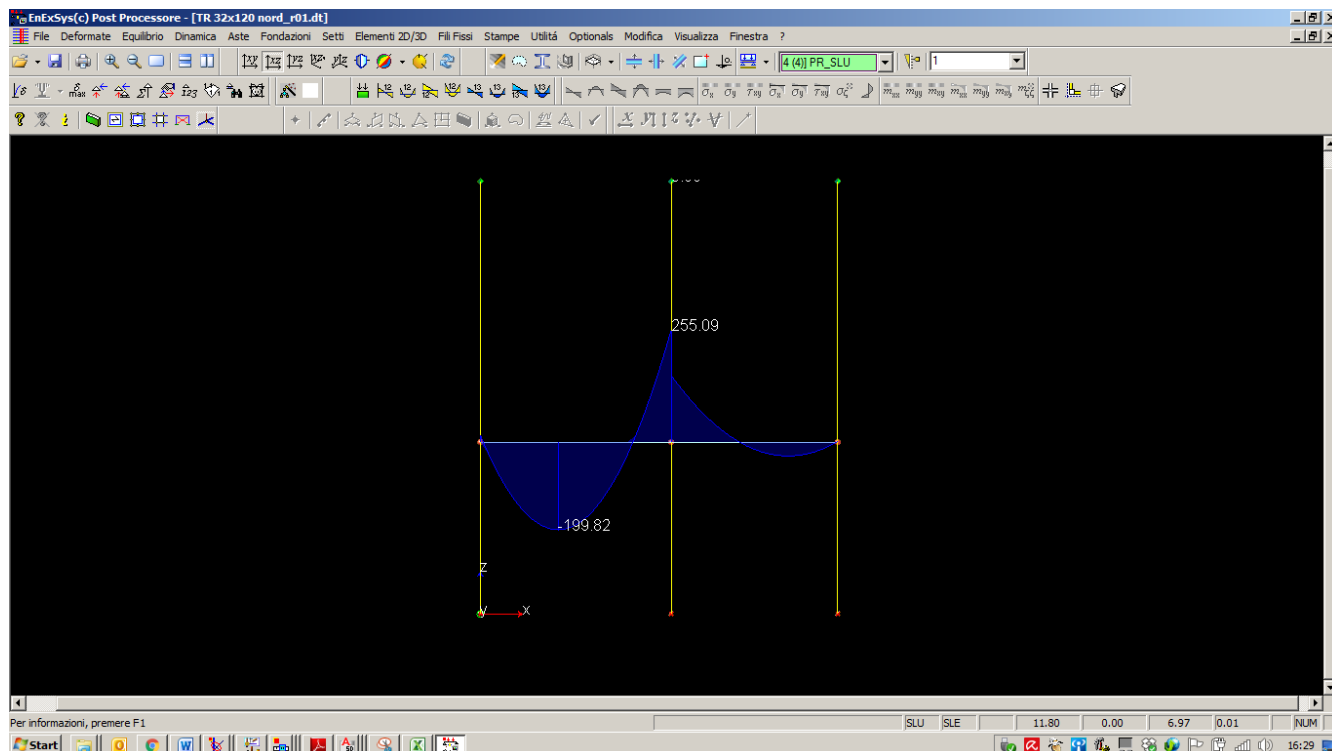 EnExSys(c) Post Processore - [TR 32x120 nord_r01.dt]
File Deformate Equilibrio Dinamica Aste Fondazioni Setti Elementi 2D/3D Fili Fissi Stampe Utilitá Optionals Modifica Visualizza Finestra ?
4 (4)] PR_SLU 1
255.09
-199.82
Z
Y X
Per informazioni, premere F1 SLU SLE 11.80 0.00 6.97 0.01 NUM
Start 16:29